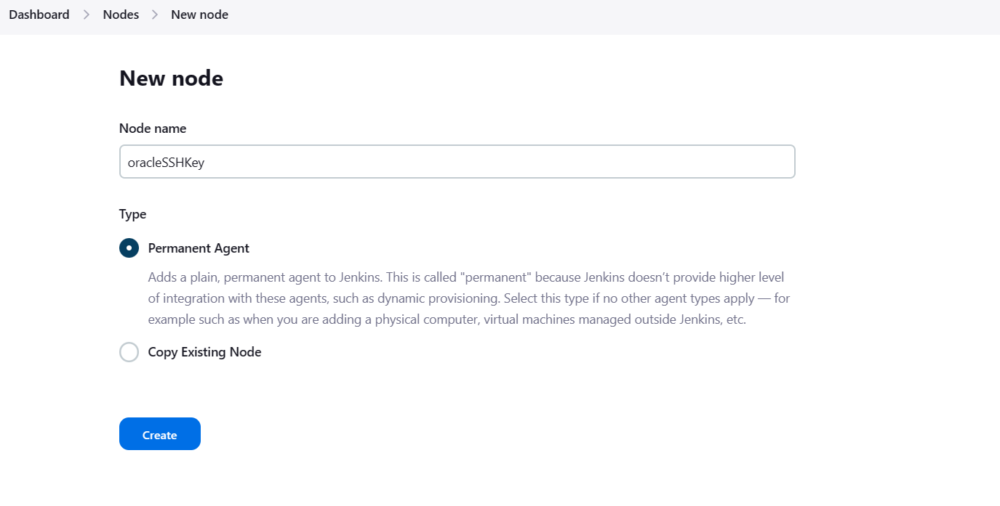 Dashboard > Nodes > New node
New node
Node name
oracleSSHKey
Type
Permanent Agent
Adds a plain, permanent agent to Jenkins. This is called "permanent" because Jenkins doesn’t provide higher level
of integration with these agents, such as dynamic provisioning. Select this type if no other agent types apply — for
example such as when you are adding a physical computer, virtual machines managed outside Jenkins, etc.
Copy Existing Node
Create